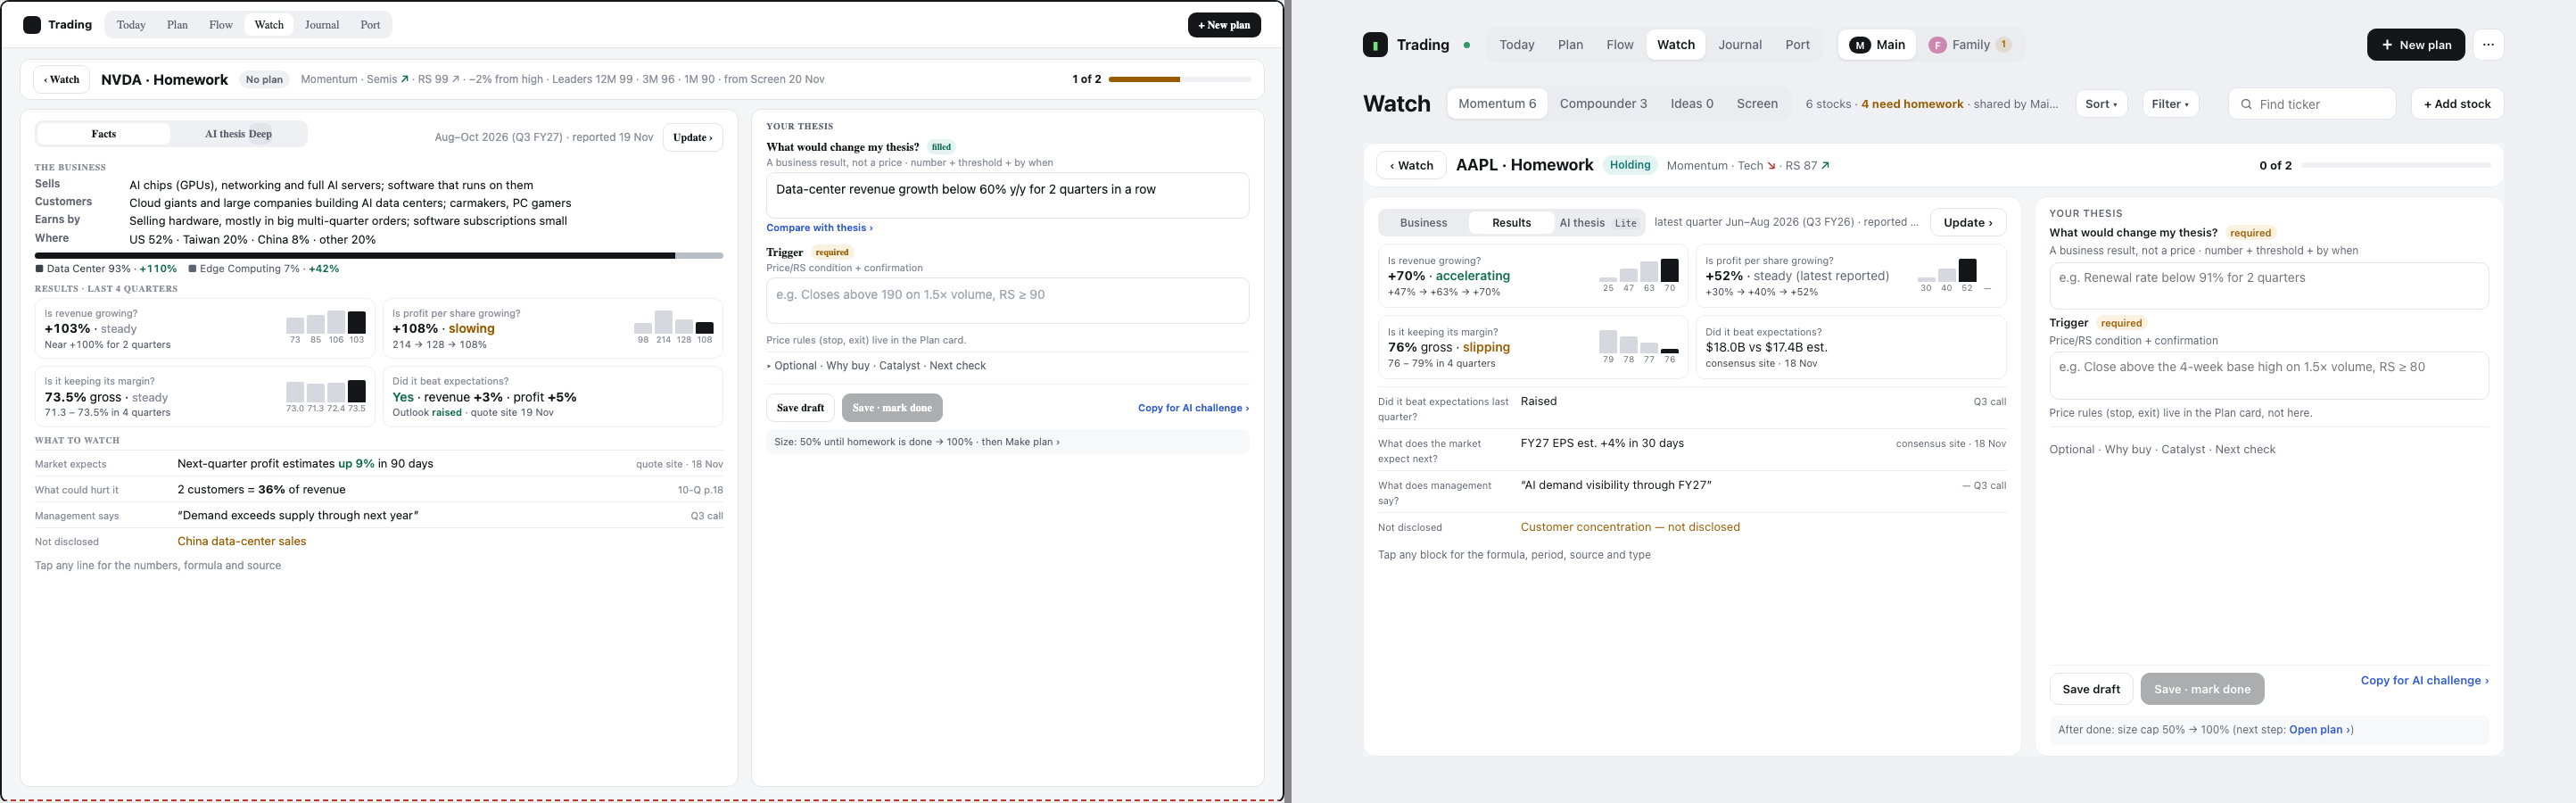 Trading Today Plan Flow Watch Journal Port + New plan
‹ Watch NVDA · Homework No plan Momentum · Semis ↗ · RS 99 ↗ · −2% from high · Leaders 12M 99 · 3M 96 · 1M 90 · from Screen 20 Nov 1 of 2
Facts AI thesis Deep Aug–Oct 2026 (Q3 FY27) · reported 19 Nov Update ›
THE BUSINESS
Sells AI chips (GPUs), networking and full AI servers; software that runs on them
Customers Cloud giants and large companies building AI data centers; carmakers, PC gamers
Earns by Selling hardware, mostly in big multi-quarter orders; software subscriptions small
Where US 52% · Taiwan 20% · China 8% · other 20%
Data Center 93% · +110% Edge Computing 7% · +42%
RESULTS · LAST 4 QUARTERS
Is revenue growing?
+103% · steady
Near +100% for 2 quarters
73 85 106 103
Is profit per share growing?
+108% · slowing
214 → 128 → 108%
98 214 128 108
Is it keeping its margin?
73.5% gross · steady
71.3 – 73.5% in 4 quarters
73.0 71.3 72.4 73.5
Did it beat expectations?
Yes · revenue +3% · profit +5%
Outlook raised · quote site 19 Nov
WHAT TO WATCH
Market expects Next-quarter profit estimates up 9% in 90 days quote site · 18 Nov
What could hurt it 2 customers = 36% of revenue 10-Q p.18
Management says “Demand exceeds supply through next year” Q3 call
Not disclosed China data-center sales
Tap any line for the numbers, formula and source
YOUR THESIS
What would change my thesis? filled
A business result, not a price · number + threshold + by when
Data-center revenue growth below 60% y/y for 2 quarters in a row
Compare with thesis ›
Trigger required
Price/RS condition + confirmation
e.g. Closes above 190 on 1.5× volume, RS ≥ 90
Price rules (stop, exit) live in the Plan card.
▸ Optional · Why buy · Catalyst · Next check
Save draft Save · mark done Copy for AI challenge ›
Size: 50% until homework is done → 100% · then Make plan ›
Trading Today Plan Flow Watch Journal Port M Main F Family 1 + New plan ···
Watch Momentum 6 Compounder 3 Ideas 0 Screen 6 stocks · 4 need homework · shared by Mai... Sort ▾ Filter ▾ Find ticker + Add stock
‹ Watch AAPL · Homework Holding Momentum · Tech ↘ · RS 87 ↗ 0 of 2
Business Results AI thesis Lite latest quarter Jun–Aug 2026 (Q3 FY26) · reported ... Update ›
Is revenue growing?
+70% · accelerating
+47% → +63% → +70%
25 47 63 70
Is profit per share growing?
+52% · steady (latest reported)
+30% → +40% → +52%
30 40 52 —
Is it keeping its margin?
76% gross · slipping
76 – 79% in 4 quarters
79 78 77 76
Did it beat expectations?
$18.0B vs $17.4B est.
consensus site · 18 Nov
Did it beat expectations last quarter? Raised Q3 call
What does the market expect next? FY27 EPS est. +4% in 30 days consensus site · 18 Nov
What does management say? “AI demand visibility through FY27” — Q3 call
Not disclosed Customer concentration — not disclosed
Tap any block for the formula, period, source and type
YOUR THESIS
What would change my thesis? required
A business result, not a price · number + threshold + by when
e.g. Renewal rate below 91% for 2 quarters
Trigger required
Price/RS condition + confirmation
e.g. Close above the 4-week base high on 1.5× volume, RS ≥ 80
Price rules (stop, exit) live in the Plan card, not here.
Optional · Why buy · Catalyst · Next check
Save draft Save · mark done Copy for AI challenge ›
After done: size cap 50% → 100% (next step: Open plan ›)